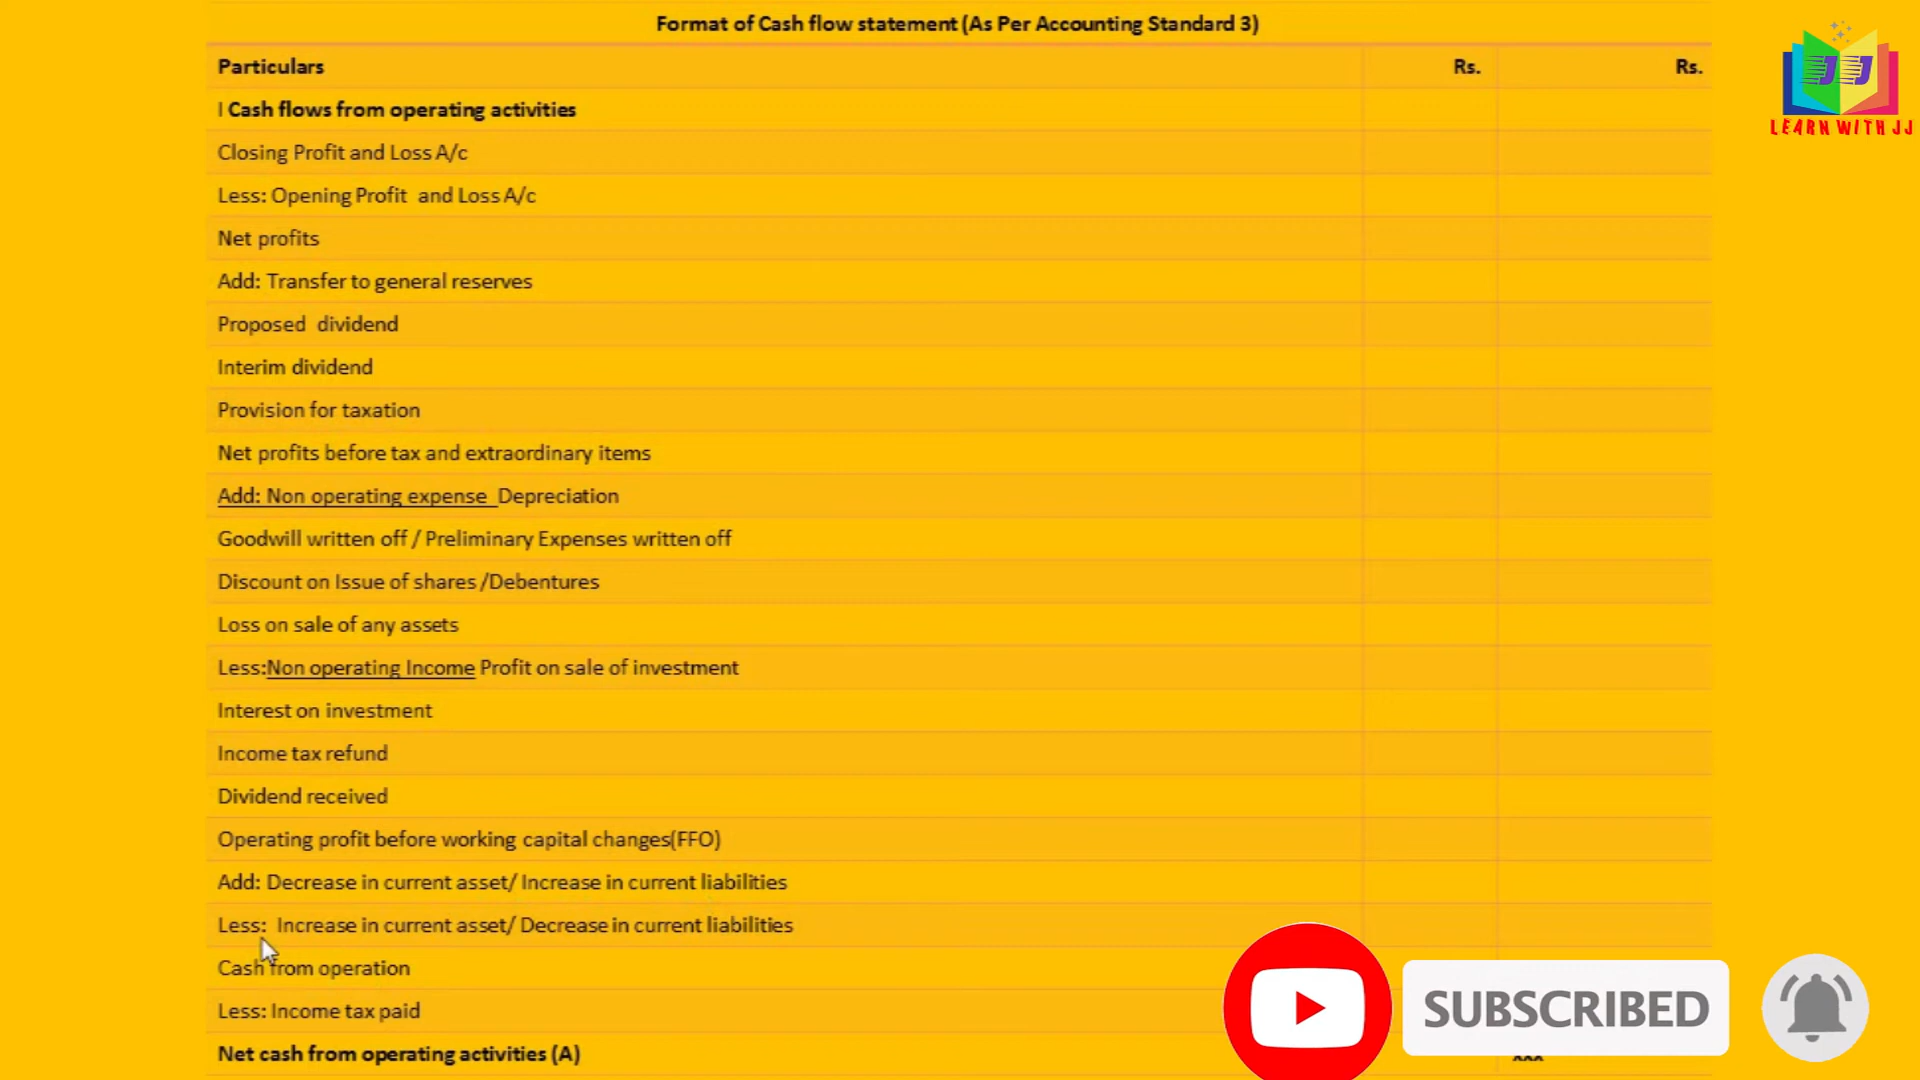 Format of Cash flow statement (As Per Accounting Standard 3)
Particulars Rs. Rs.
I Cash flows from operating activities
Closing Profit and Loss A/c
Less: Opening Profit and Loss A/c
Net profits
Add: Transfer to general reserves
Proposed dividend
Interim dividend
Provision for taxation
Net profits before tax and extraordinary items
Add: Non operating expense Depreciation
Goodwill written off / Preliminary Expenses written off
Discount on Issue of shares /Debentures
Loss on sale of any assets
Less:Non operating Income Profit on sale of investment
Interest on investment
Income tax refund
Dividend received
Operating profit before working capital changes(FFO)
Add: Decrease in current asset/ Increase in current liabilities
Less: Increase in current asset/ Decrease in current liabilities
Cash from operation
Less: Income tax paid
Net cash from operating activities (A) xxx
JJ
LEARN WITH JJ
SUBSCRIBED